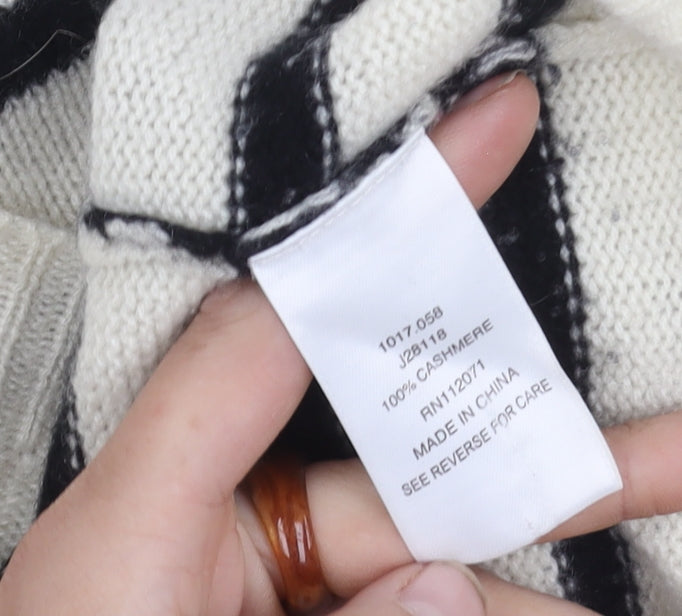 1017.058
J28118
100% CASHMERE
RN112071
MADE IN CHINA
SEE REVERSE FOR CARE